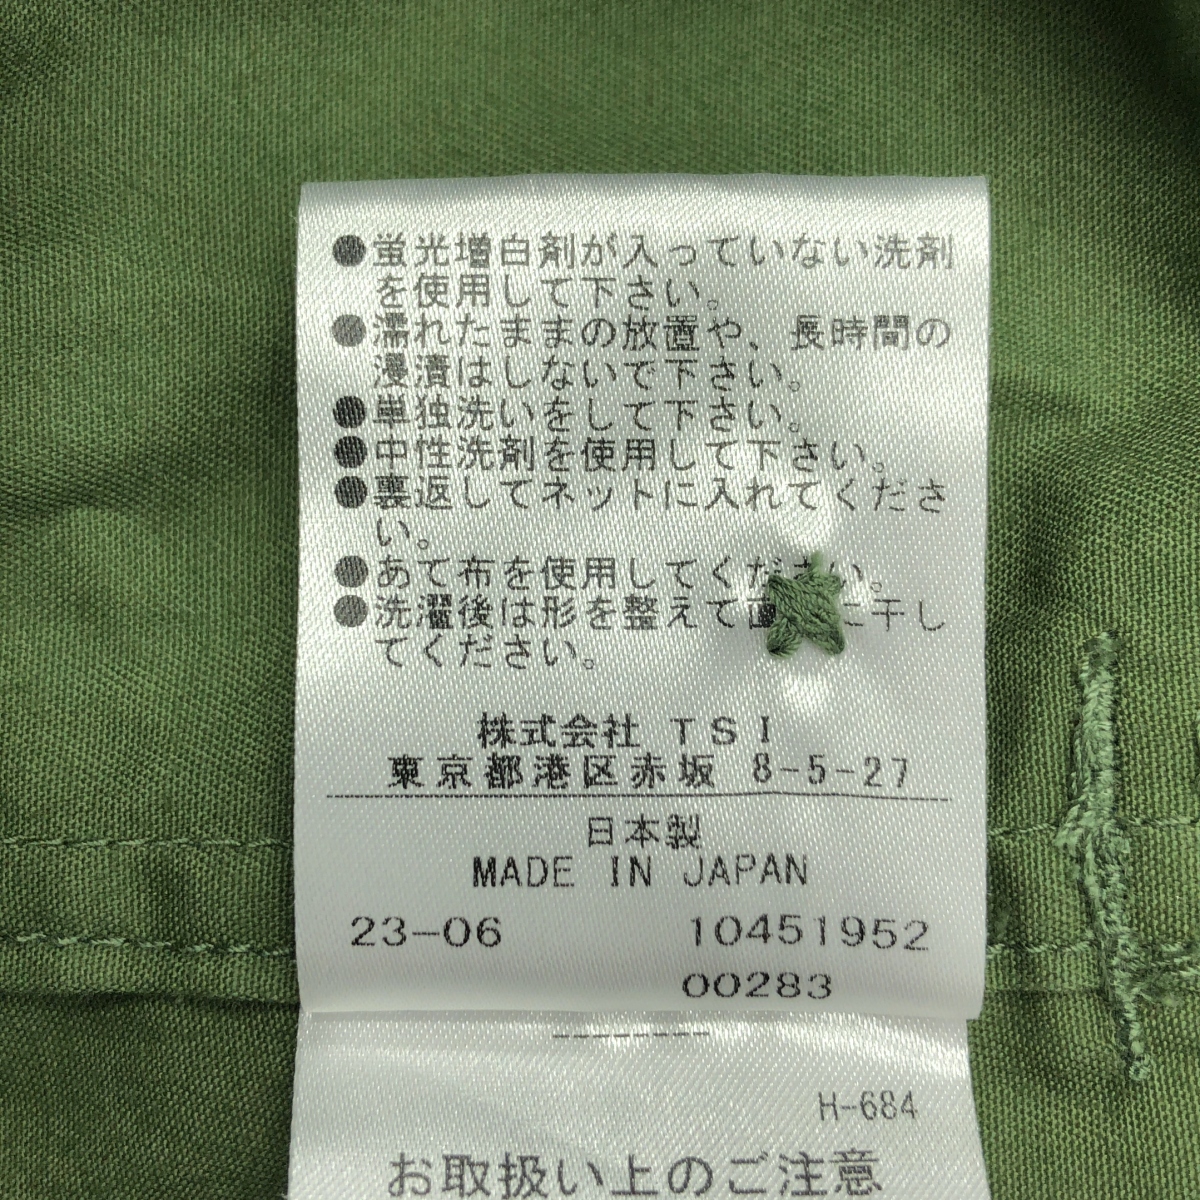 ●蛍光増白剤が入っていない洗剤
を使用して下さい。
●濡れたままの放置や、長時間の
浸漬はしないで下さい。
●単独洗いをして下さい。
●中性洗剤を使用して下さい。
●裏返してネットに入れてくださ
い。
●あて布を使用してください。
●洗濯後は形を整えて直に干し
てください。
株式会社 TSI
東京都港区赤坂 8-5-27
日本製
MADE IN JAPAN
23-06 10451952
00283
--------
H-684
お取扱い上のご注意